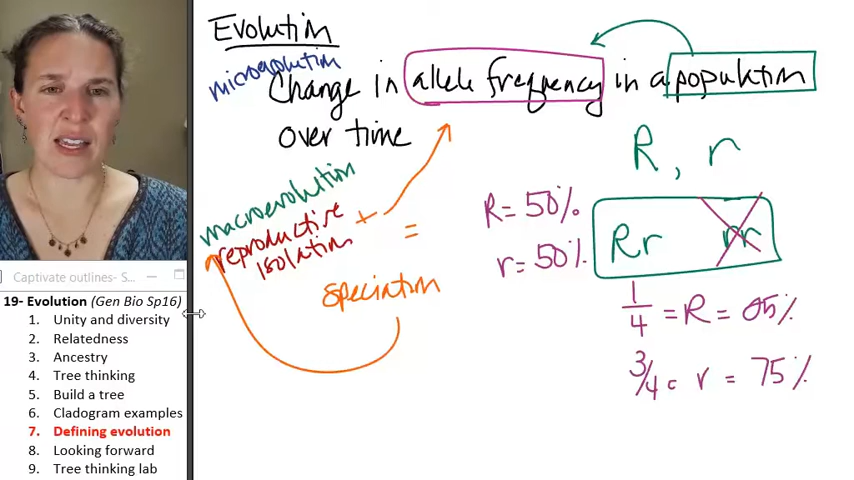 Evolution
microevolution
Change in allele frequency in a population
over time
R, r
macroevolution
reproductive
isolation
+
=
speciation
R = 50%
r = 50%
Rr rr
1/4 = R = 05%
3/4 = r = 75%
Captivate outlines- S...
19- Evolution (Gen Bio Sp16)
1. Unity and diversity
2. Relatedness
3. Ancestry
4. Tree thinking
5. Build a tree
6. Cladogram examples
7. Defining evolution
8. Looking forward
9. Tree thinking lab